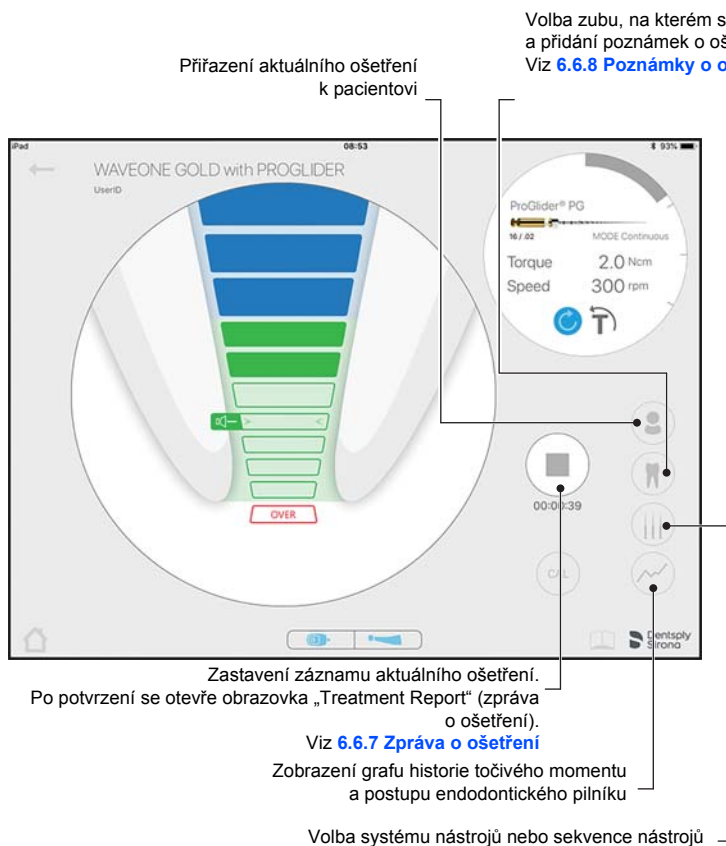 Volba zubu, na kterém s
a přidání poznámek o oš
Viz 6.6.8 Poznámky o o
Přiřazení aktuálního ošetření
k pacientovi
iPad 08:53 93%
WAVEONE GOLD with PROGLIDER
UserID
ProGlider® PG
16/.02 MODE Continuous
Torque 2.0 Ncm
Speed 300 rpm
T
> <
OVER
00:00:39
CAL
Dentsply
Sirona
Zastavení záznamu aktuálního ošetření.
Po potvrzení se otevře obrazovka „Treatment Report“ (zpráva
o ošetření).
Viz 6.6.7 Zpráva o ošetření
Zobrazení grafu historie točivého momentu
a postupu endodontického pilníku
Volba systému nástrojů nebo sekvence nástrojů